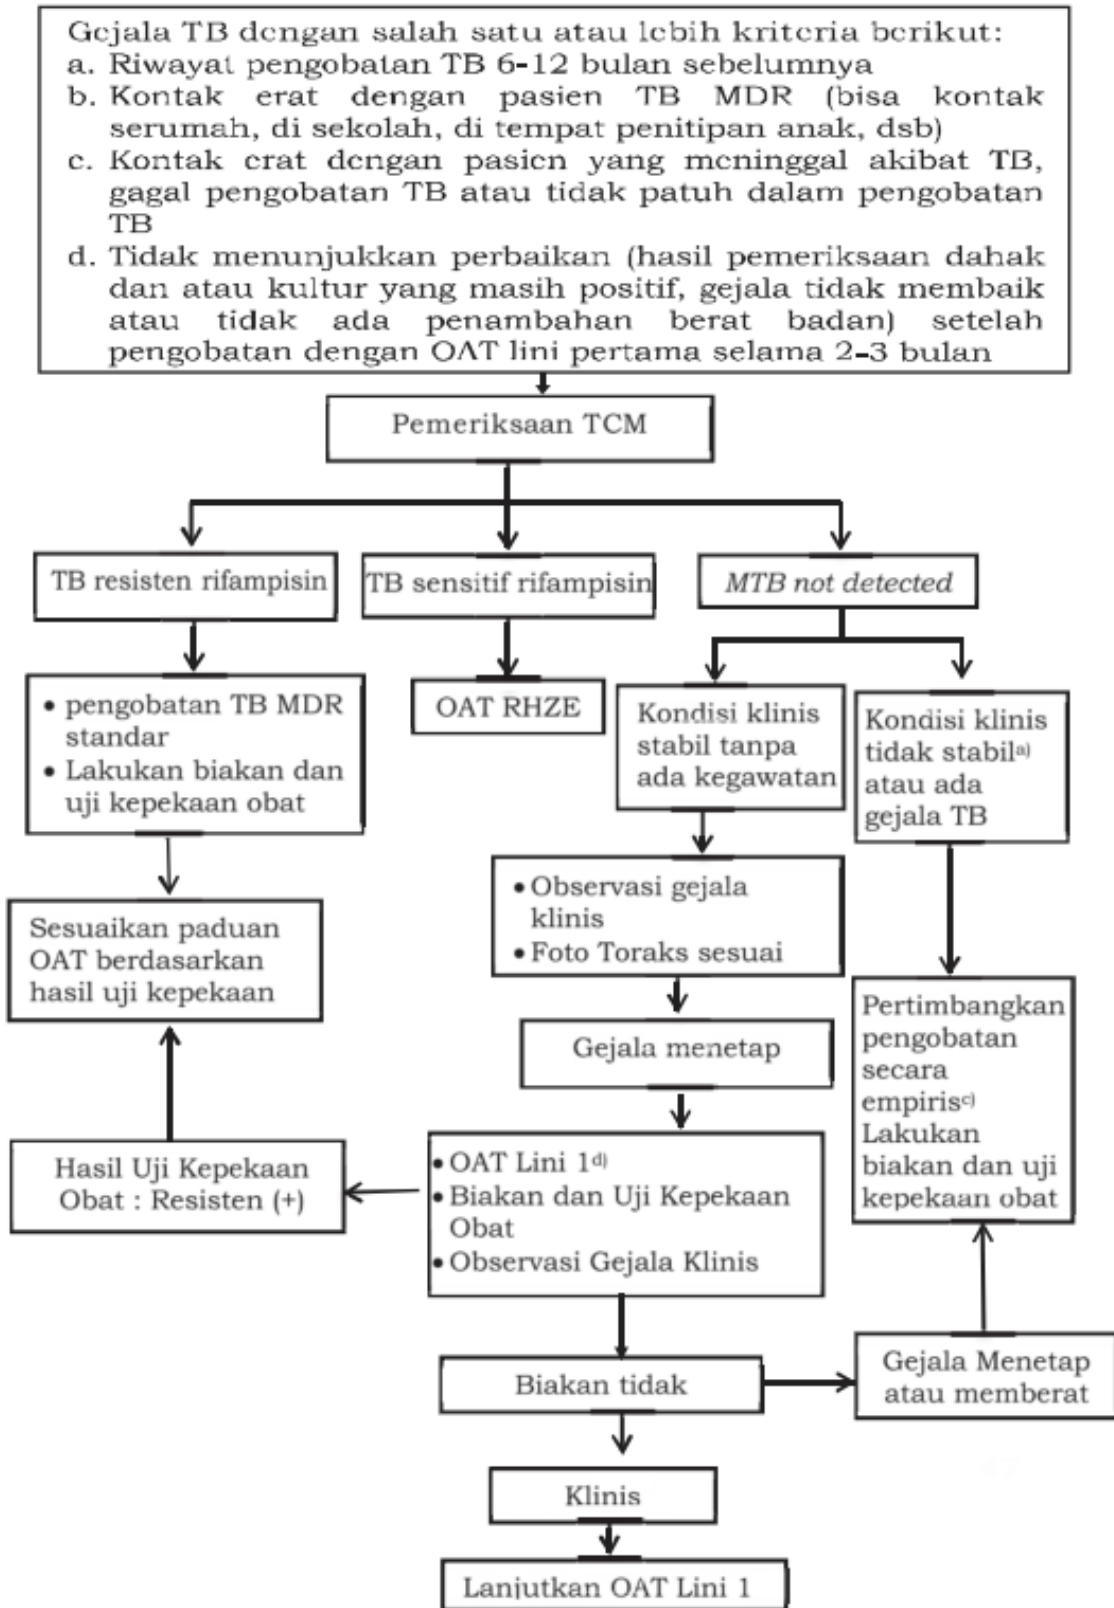 Gejala TB dengan salah satu atau lebih kriteria berikut:
a. Riwayat pengobatan TB 6-12 bulan sebelumnya
b. Kontak erat dengan pasien TB MDR (bisa kontak
serumah, di sekolah, di tempat penitipan anak, dsb)
c. Kontak erat dengan pasien yang meninggal akibat TB,
gagal pengobatan TB atau tidak patuh dalam pengobatan
TB
d. Tidak menunjukkan perbaikan (hasil pemeriksaan dahak
dan atau kultur yang masih positif, gejala tidak membaik
atau tidak ada penambahan berat badan) setelah
pengobatan dengan OAT lini pertama selama 2-3 bulan
Pemeriksaan TCM
TB resisten rifampisin
TB sensitif rifampisin
MTB not detected
• pengobatan TB MDR
standar
• Lakukan biakan dan
uji kepekaan obat
OAT RHZE
Kondisi klinis
stabil tanpa
ada kegawatan
Kondisi klinis
tidak stabil a)
atau ada
gejala TB
Sesuaikan paduan
OAT berdasarkan
hasil uji kepekaan
• Observasi gejala
klinis
• Foto Toraks sesuai
Gejala menetap
Pertimbangkan
pengobatan
secara
empiris c)
Lakukan
biakan dan uji
kepekaan obat
Hasil Uji Kepekaan
Obat : Resisten (+)
• OAT Lini 1 d)
• Biakan dan Uji Kepekaan
Obat
• Observasi Gejala Klinis
Biakan tidak
Gejala Menetap
atau memberat
Klinis
Lanjutkan OAT Lini 1